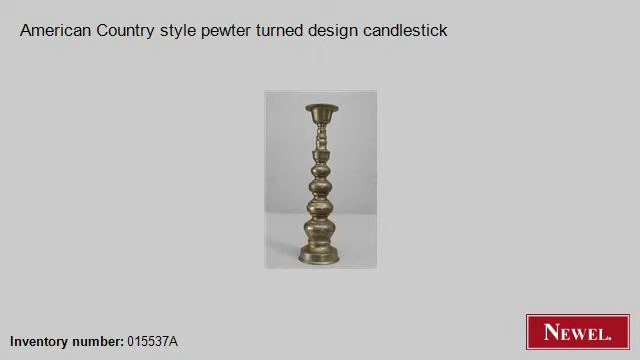 American Country style pewter turned design candlestick
Inventory number: 015537A
NEWEL.